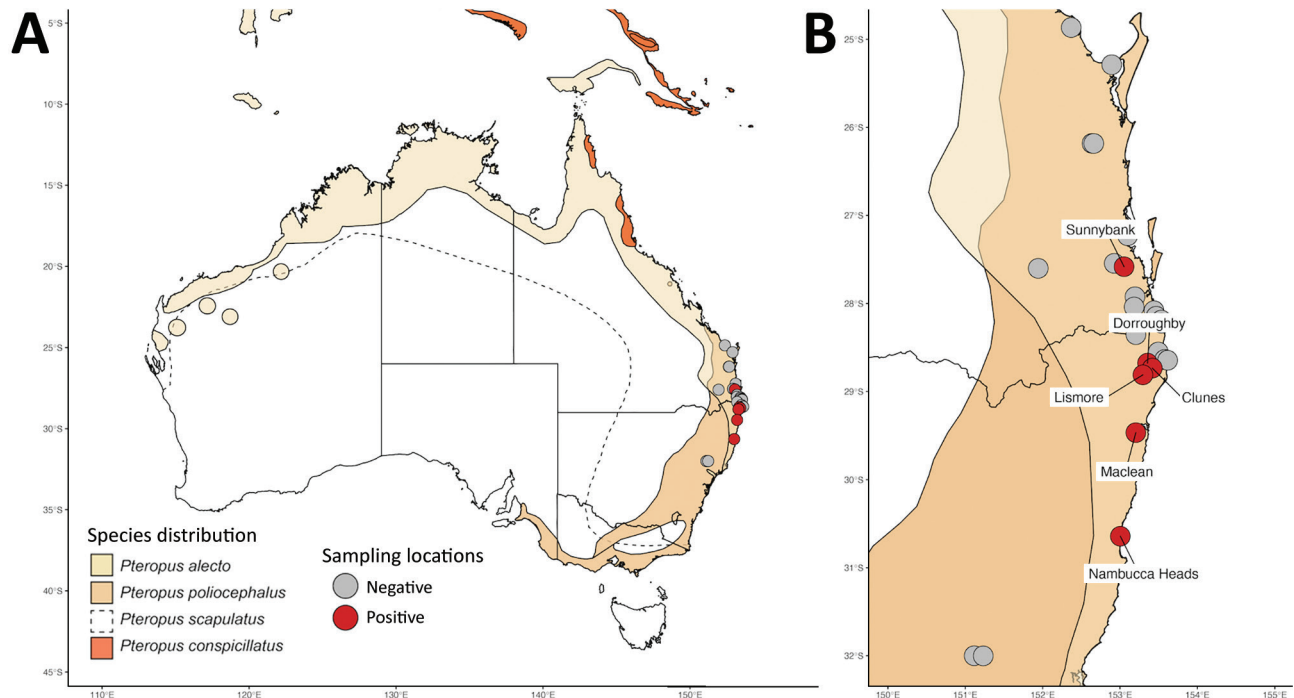 A
5°S
10°S
15°S
20°S
25°S
30°S
35°S
40°S
45°S
110°E
120°E
130°E
140°E
150°E
Species distribution
Pteropus alecto
Pteropus poliocephalus
Pteropus scapulatus
Pteropus conspicillatus
Sampling locations
Negative
Positive
B
25°S
26°S
27°S
28°S
29°S
30°S
31°S
32°S
150°E
151°E
152°E
153°E
154°E
155°E
Sunnybank
Dorroughby
Lismore
Clunes
Maclean
Nambucca Heads